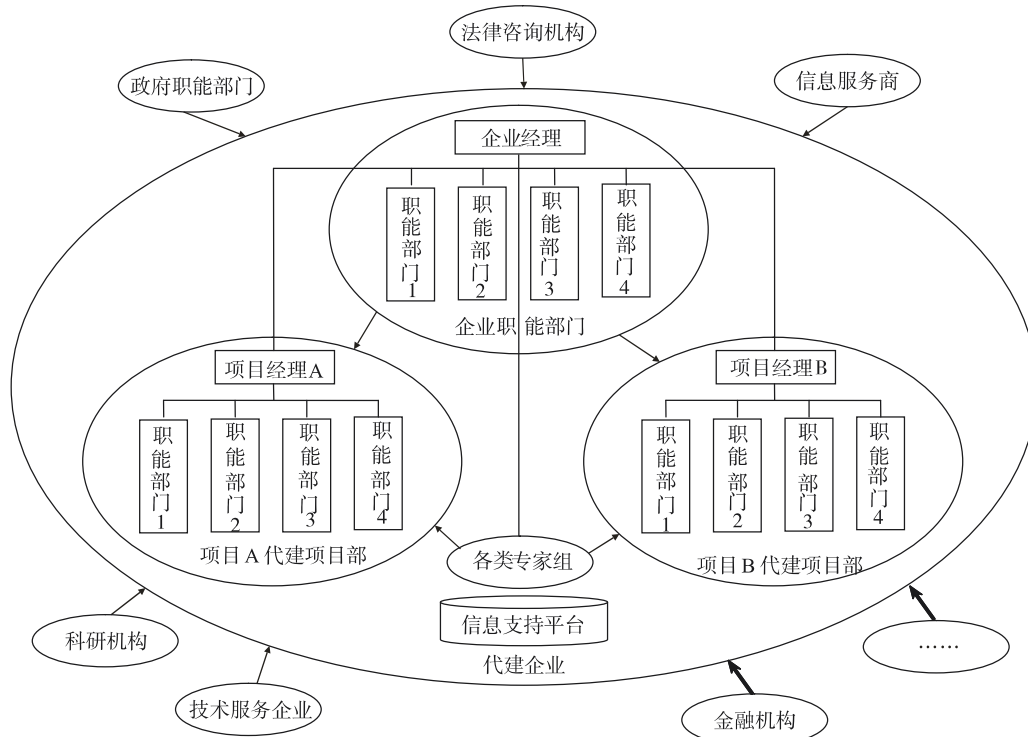 法律咨询机构
政府职能部门
信息服务商
企业经理
职能部门1
职能部门2
职能部门3
职能部门4
企业职能部门
项目经理A
项目经理B
职能部门1
职能部门2
职能部门3
职能部门4
职能部门1
职能部门2
职能部门3
职能部门4
项目A代建项目部
各类专家组
项目B代建项目部
信息支持平台
科研机构
代建企业
……
技术服务企业
金融机构